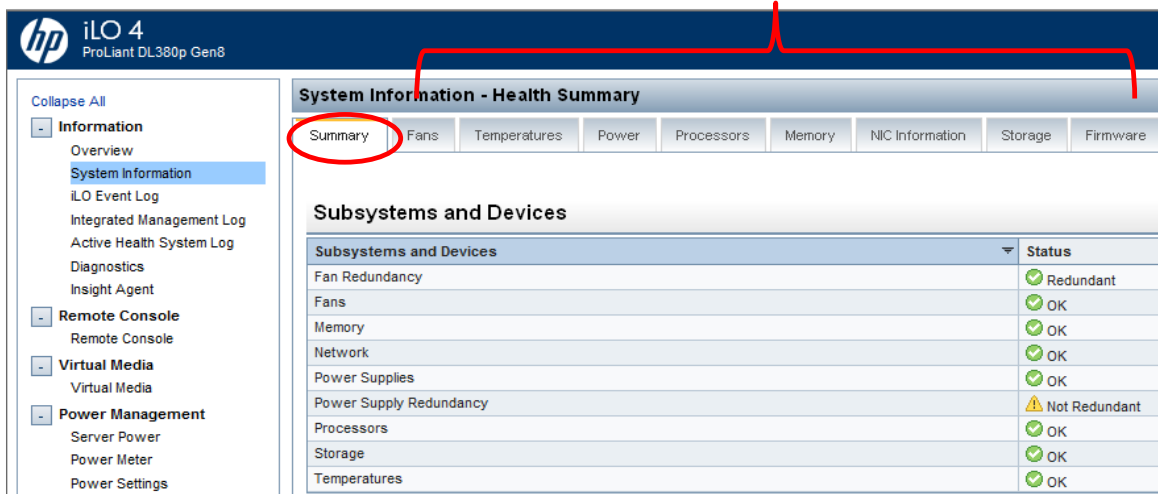 hp
iLO 4
ProLiant DL380p Gen8
Collapse All
- Information
Overview
System Information
iLO Event Log
Integrated Management Log
Active Health System Log
Diagnostics
Insight Agent
- Remote Console
Remote Console
- Virtual Media
Virtual Media
- Power Management
Server Power
Power Meter
Power Settings
System Information - Health Summary
Summary Fans Temperatures Power Processors Memory NIC Information Storage Firmware
Subsystems and Devices
Subsystems and Devices Status
Fan Redundancy Redundant
Fans OK
Memory OK
Network OK
Power Supplies OK
Power Supply Redundancy Not Redundant
Processors OK
Storage OK
Temperatures OK